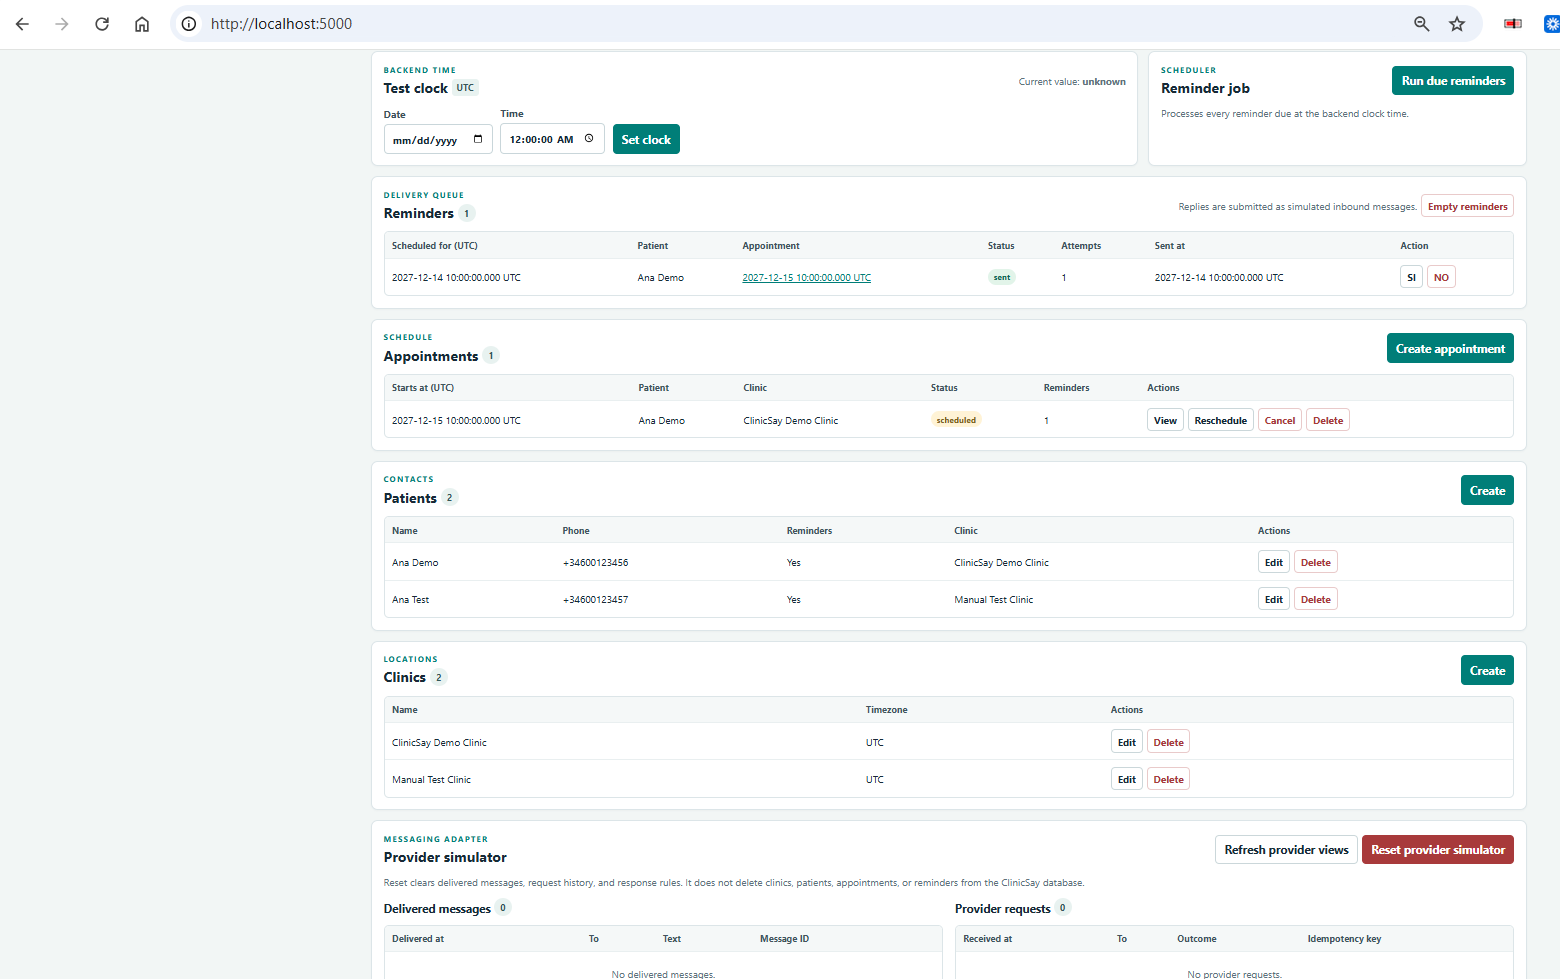 http://localhost:5000
BACKEND TIME
Test clock UTC
Current value: unknown
Date
Time
mm/dd/yyyy
12:00:00 AM
Set clock
SCHEDULER
Reminder job
Run due reminders
Processes every reminder due at the backend clock time.
DELIVERY QUEUE
Reminders 1
Replies are submitted as simulated inbound messages. Empty reminders
Scheduled for (UTC) Patient Appointment Status Attempts Sent at Action
2027-12-14 10:00:00.000 UTC Ana Demo 2027-12-15 10:00:00.000 UTC sent 1 2027-12-14 10:00:00.000 UTC SI NO
SCHEDULE
Appointments 1
Create appointment
Starts at (UTC) Patient Clinic Status Reminders Actions
2027-12-15 10:00:00.000 UTC Ana Demo ClinicSay Demo Clinic scheduled 1 View Reschedule Cancel Delete
CONTACTS
Patients 2
Create
Name Phone Reminders Clinic Actions
Ana Demo +34600123456 Yes ClinicSay Demo Clinic Edit Delete
Ana Test +34600123457 Yes Manual Test Clinic Edit Delete
LOCATIONS
Clinics 2
Create
Name Timezone Actions
ClinicSay Demo Clinic UTC Edit Delete
Manual Test Clinic UTC Edit Delete
MESSAGING ADAPTER
Provider simulator
Refresh provider views Reset provider simulator
Reset clears delivered messages, request history, and response rules. It does not delete clinics, patients, appointments, or reminders from the ClinicSay database.
Delivered messages 0
Delivered at To Text Message ID
No delivered messages.
Provider requests 0
Received at To Outcome Idempotency key
No provider requests.